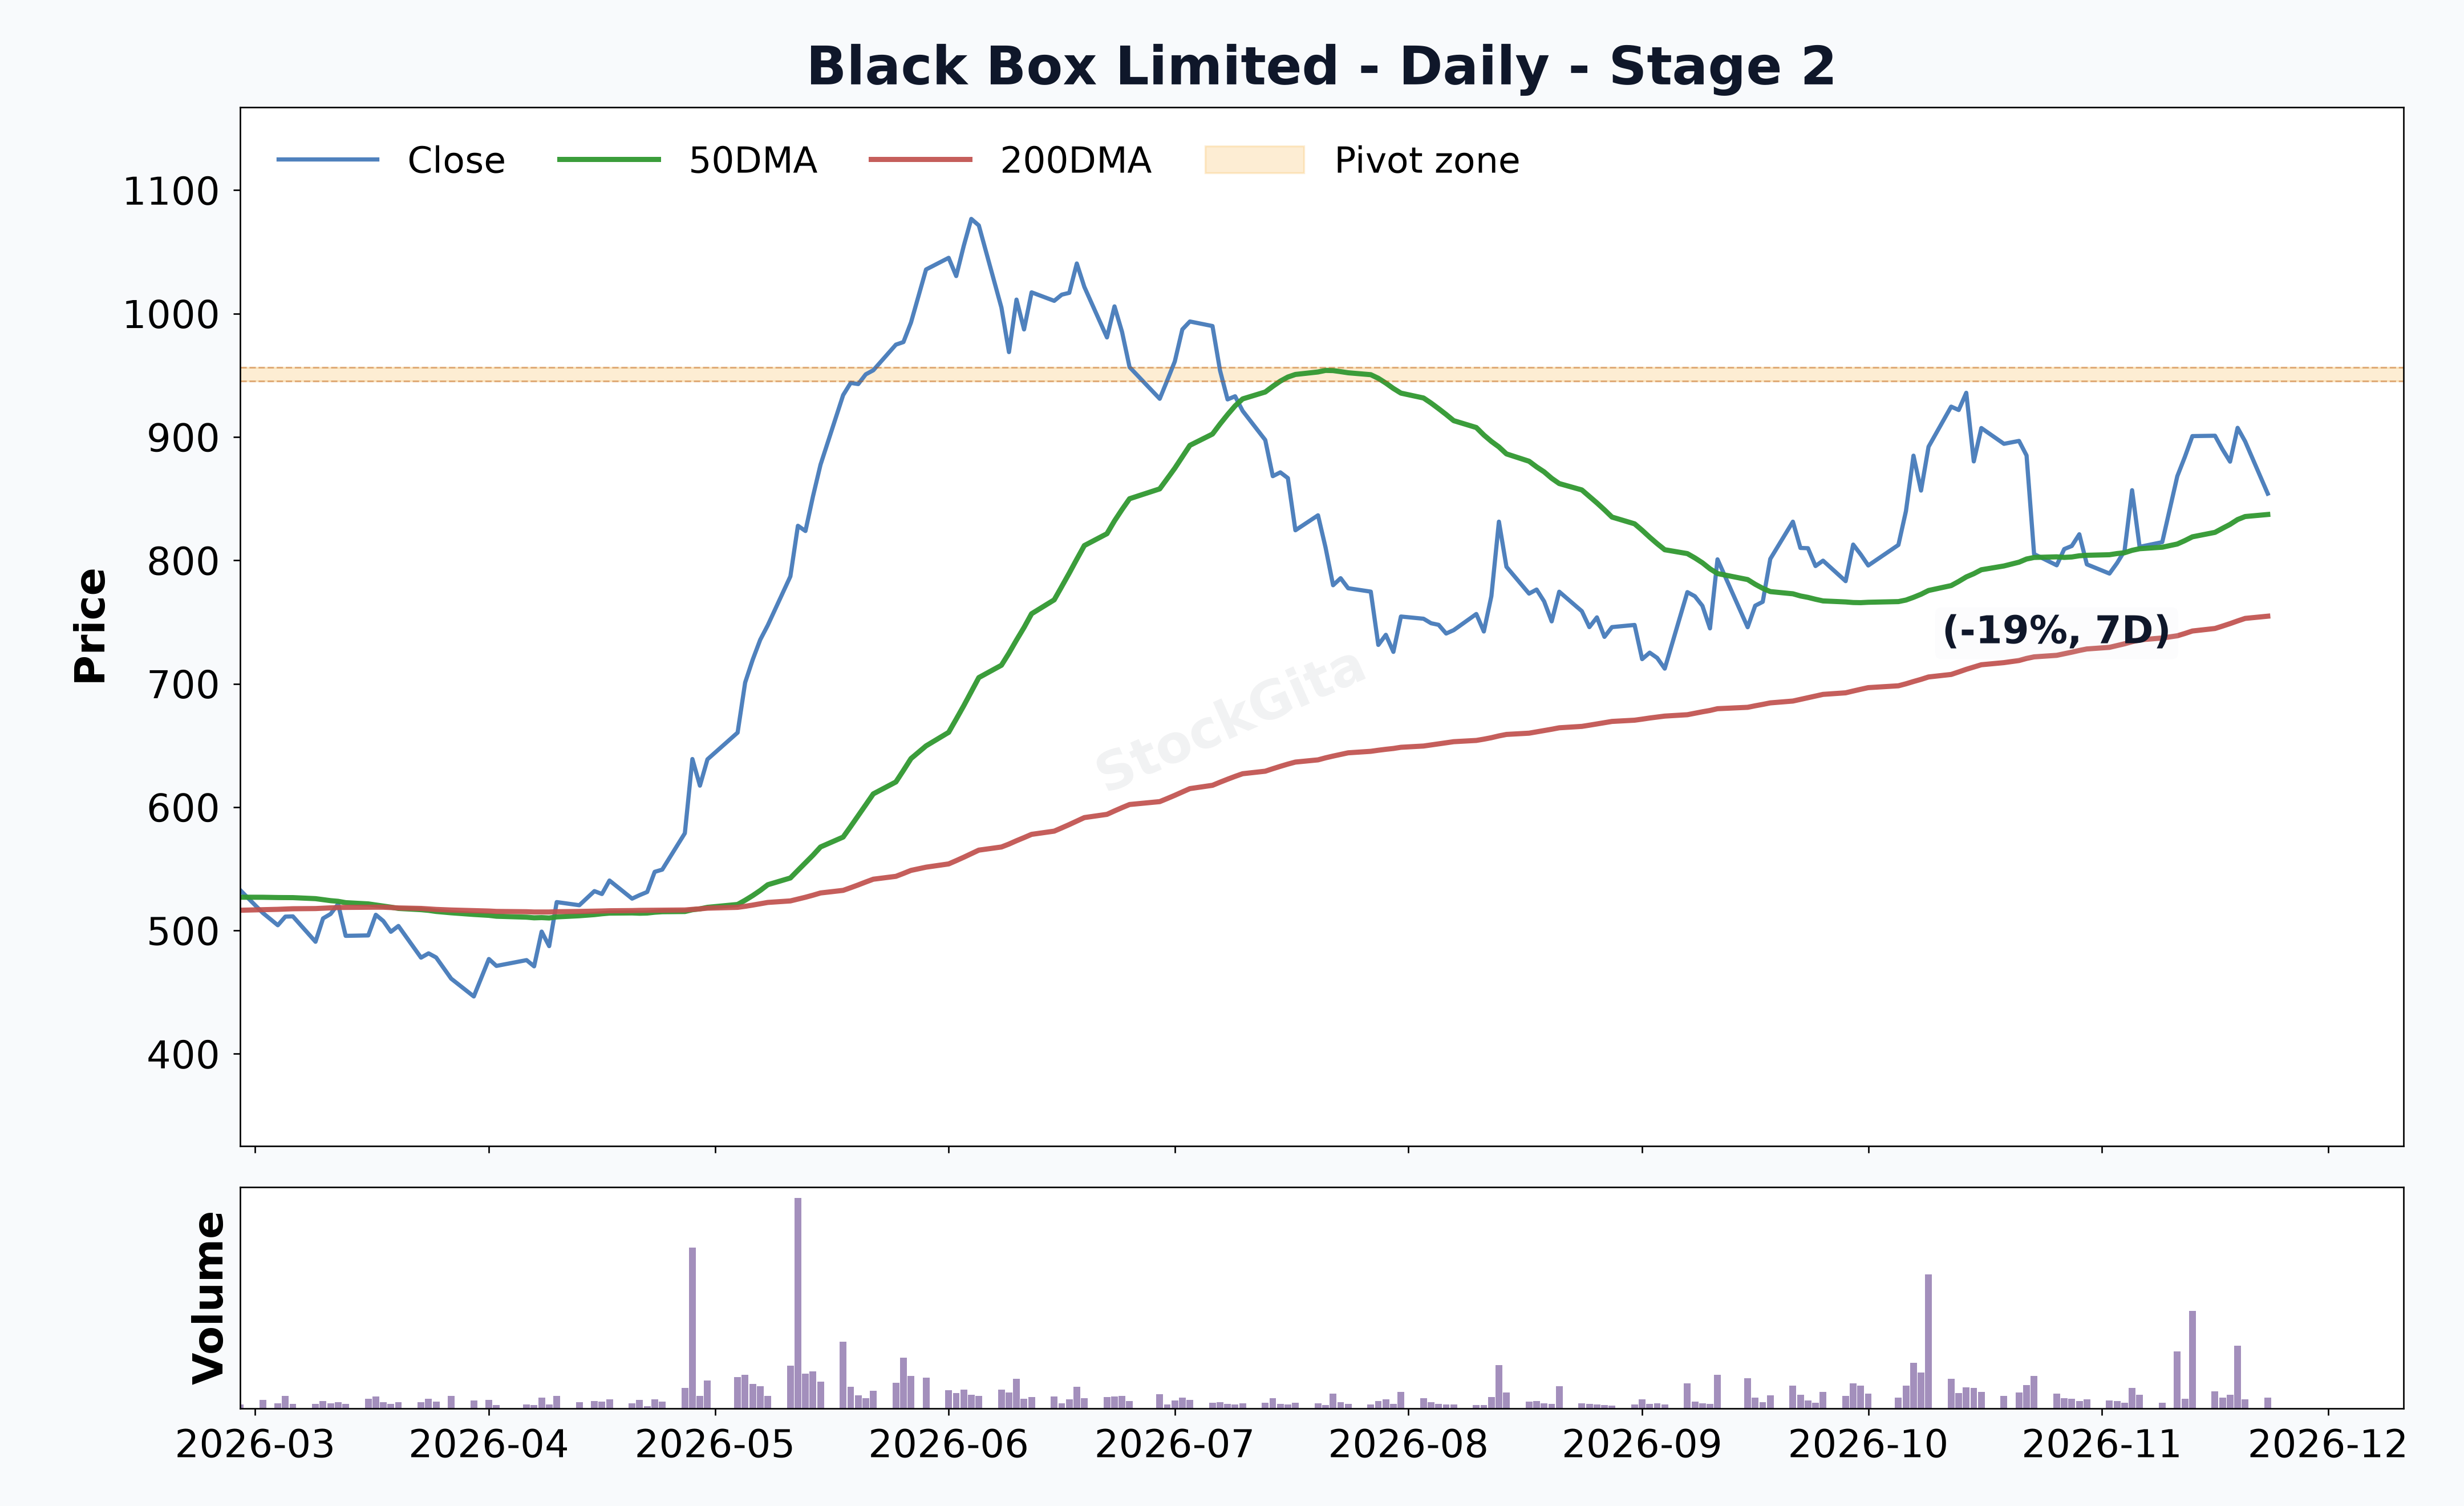 Black Box Limited - Daily - Stage 2
Close 50DMA 200DMA Pivot zone
1100
1000
900
800
700
600
500
400
Price
(-19%, 7D)
StockGita
Volume
2026-03 2026-04 2026-05 2026-06 2026-07 2026-08 2026-09 2026-10 2026-11 2026-12